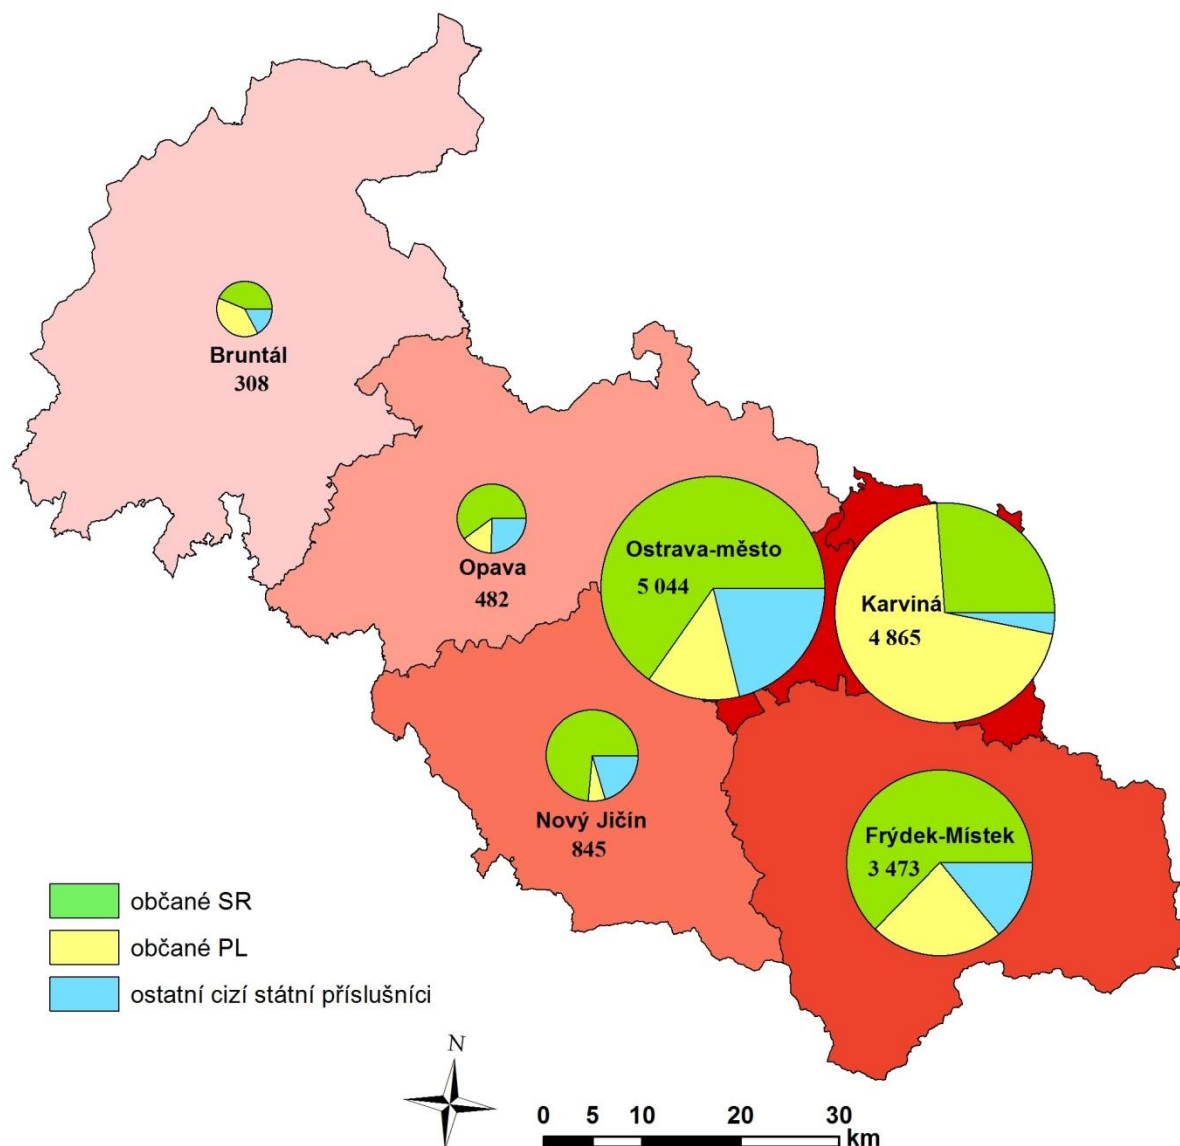 Bruntál
308
Opava
482
Ostrava-město
5 044
Karviná
4 865
Nový Jičín
845
Frýdek-Místek
3 473
občané SR
občané PL
ostatní cizí státní příslušníci
N
0 5 10 20 30
km